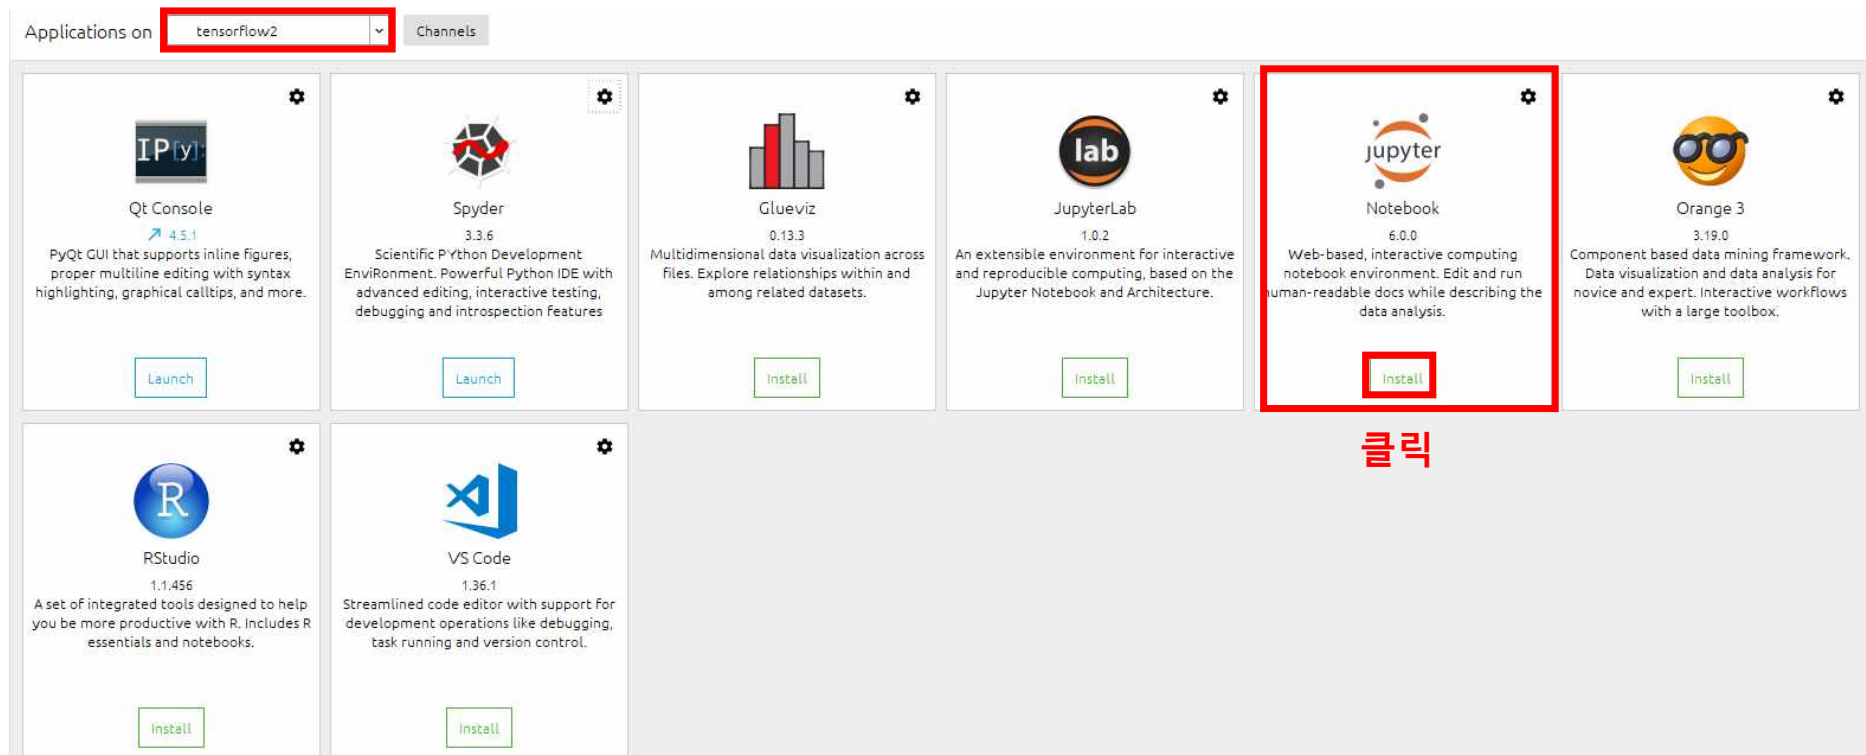 Applications on tensorflow2 Channels
IP[y]:
Qt Console
4.5.1
PyQt GUI that supports inline figures,
proper multiline editing with syntax
highlighting, graphical calltips, and more.
Launch
Spyder
3.3.6
Scientific PYthon Development
EnviRonment. Powerful Python IDE with
advanced editing, interactive testing,
debugging and introspection features
Launch
Glueviz
0.13.3
Multidimensional data visualization across
files. Explore relationships within and
among related datasets.
Install
lab
JupyterLab
1.0.2
An extensible environment for interactive
and reproducible computing, based on the
Jupyter Notebook and Architecture.
Install
jupyter
Notebook
6.0.0
Web-based, interactive computing
notebook environment. Edit and run
human-readable docs while describing the
data analysis.
Install
클릭
Orange 3
3.19.0
Component based data mining framework.
Data visualization and data analysis for
novice and expert. Interactive workflows
with a large toolbox.
Install
R
RStudio
1.1.456
A set of integrated tools designed to help
you be more productive with R. Includes R
essentials and notebooks.
Install
VS Code
1.36.1
Streamlined code editor with support for
development operations like debugging,
task running and version control.
Install